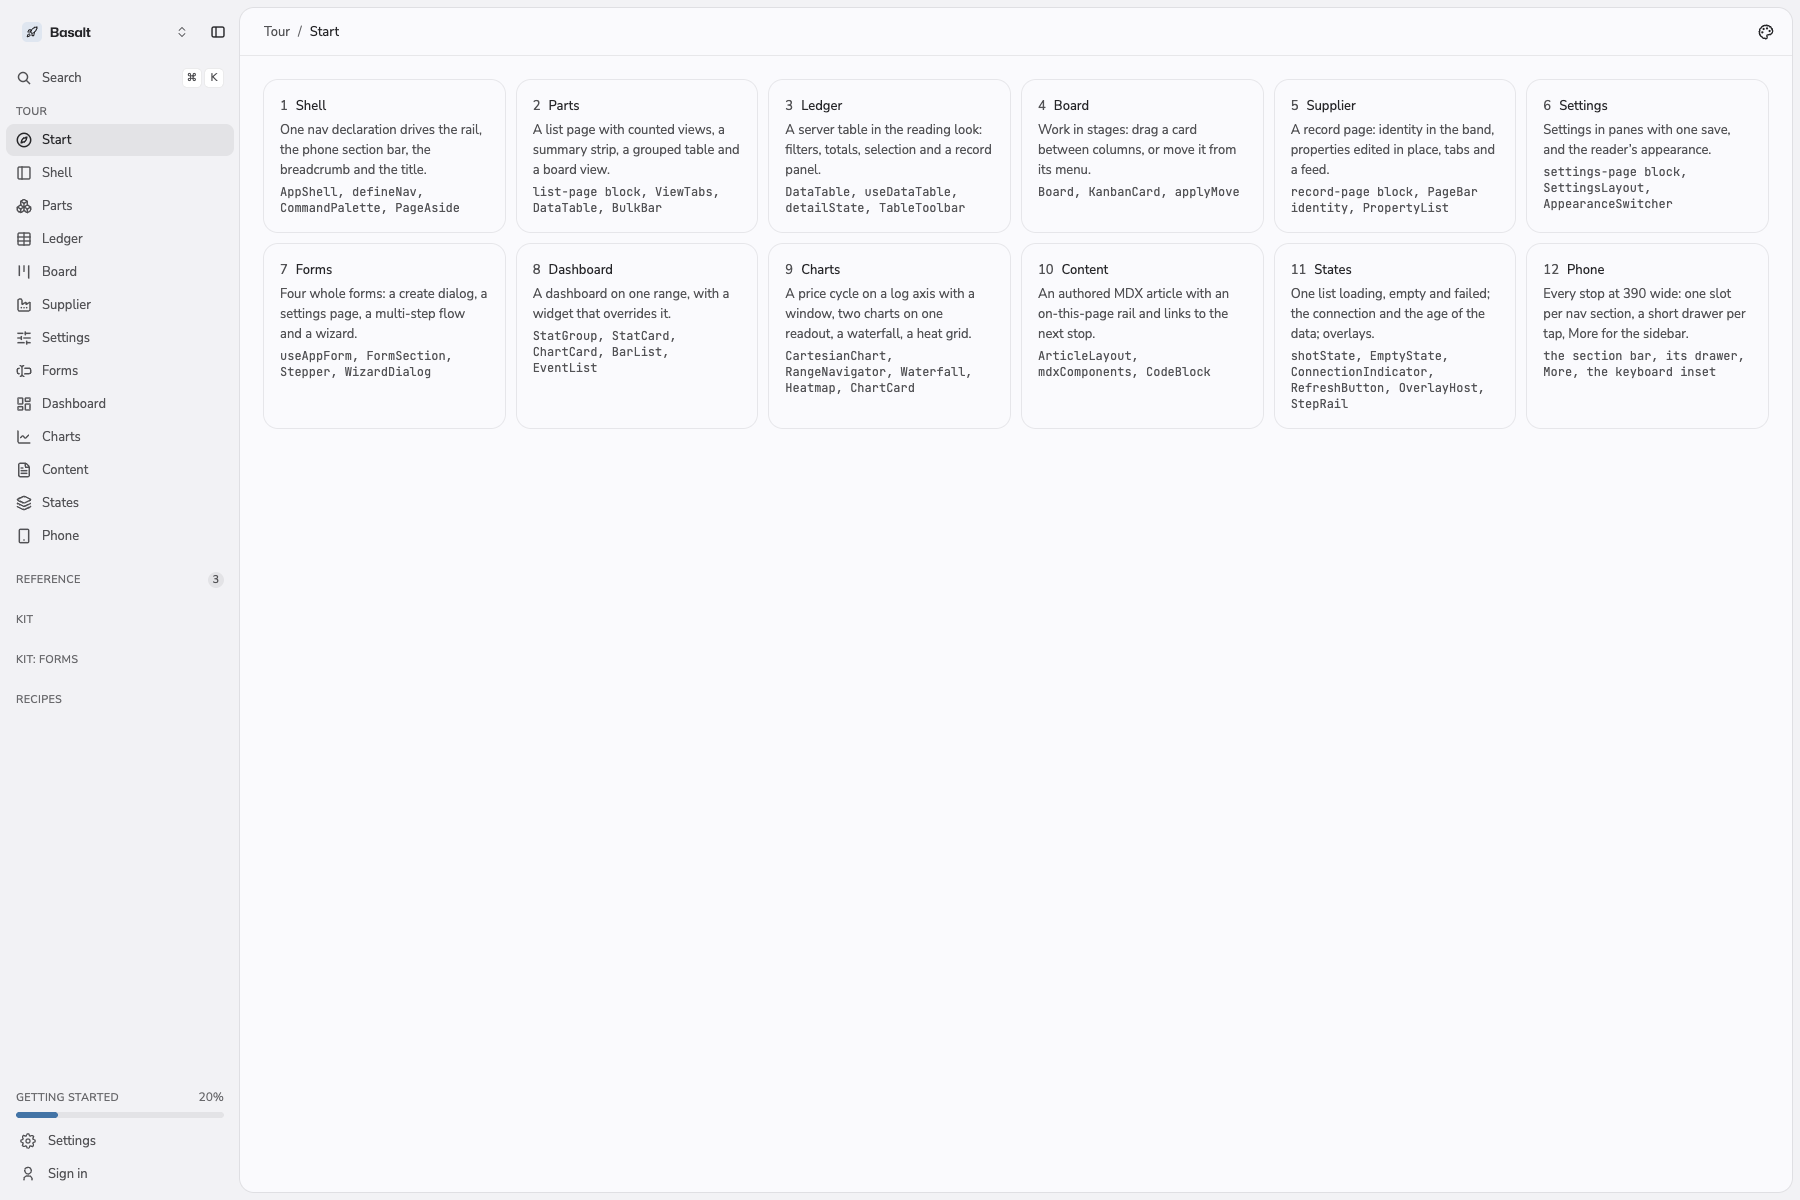 Basalt
Search
⌘ K
TOUR
Start
Shell
Parts
Ledger
Board
Supplier
Settings
Forms
Dashboard
Charts
Content
States
Phone
REFERENCE 3
KIT
KIT: FORMS
RECIPES
GETTING STARTED 20%
Settings
Sign in
Tour / Start
1 Shell
One nav declaration drives the rail,
the phone section bar, the
breadcrumb and the title.
AppShell, defineNav,
CommandPalette, PageAside
2 Parts
A list page with counted views, a
summary strip, a grouped table and
a board view.
list-page block, ViewTabs,
DataTable, BulkBar
3 Ledger
A server table in the reading look:
filters, totals, selection and a record
panel.
DataTable, useDataTable,
detailState, TableToolbar
4 Board
Work in stages: drag a card
between columns, or move it from
its menu.
Board, KanbanCard, applyMove
5 Supplier
A record page: identity in the band,
properties edited in place, tabs and
a feed.
record-page block, PageBar
identity, PropertyList
6 Settings
Settings in panes with one save,
and the reader’s appearance.
settings-page block,
SettingsLayout,
AppearanceSwitcher
7 Forms
Four whole forms: a create dialog, a
settings page, a multi-step flow
and a wizard.
useAppForm, FormSection,
Stepper, WizardDialog
8 Dashboard
A dashboard on one range, with a
widget that overrides it.
StatGroup, StatCard,
ChartCard, BarList,
EventList
9 Charts
A price cycle on a log axis with a
window, two charts on one
readout, a waterfall, a heat grid.
CartesianChart,
RangeNavigator, Waterfall,
Heatmap, ChartCard
10 Content
An authored MDX article with an
on-this-page rail and links to the
next stop.
ArticleLayout,
mdxComponents, CodeBlock
11 States
One list loading, empty and failed;
the connection and the age of the
data; overlays.
shotState, EmptyState,
ConnectionIndicator,
RefreshButton, OverlayHost,
StepRail
12 Phone
Every stop at 390 wide: one slot
per nav section, a short drawer per
tap, More for the sidebar.
the section bar, its drawer,
More, the keyboard inset